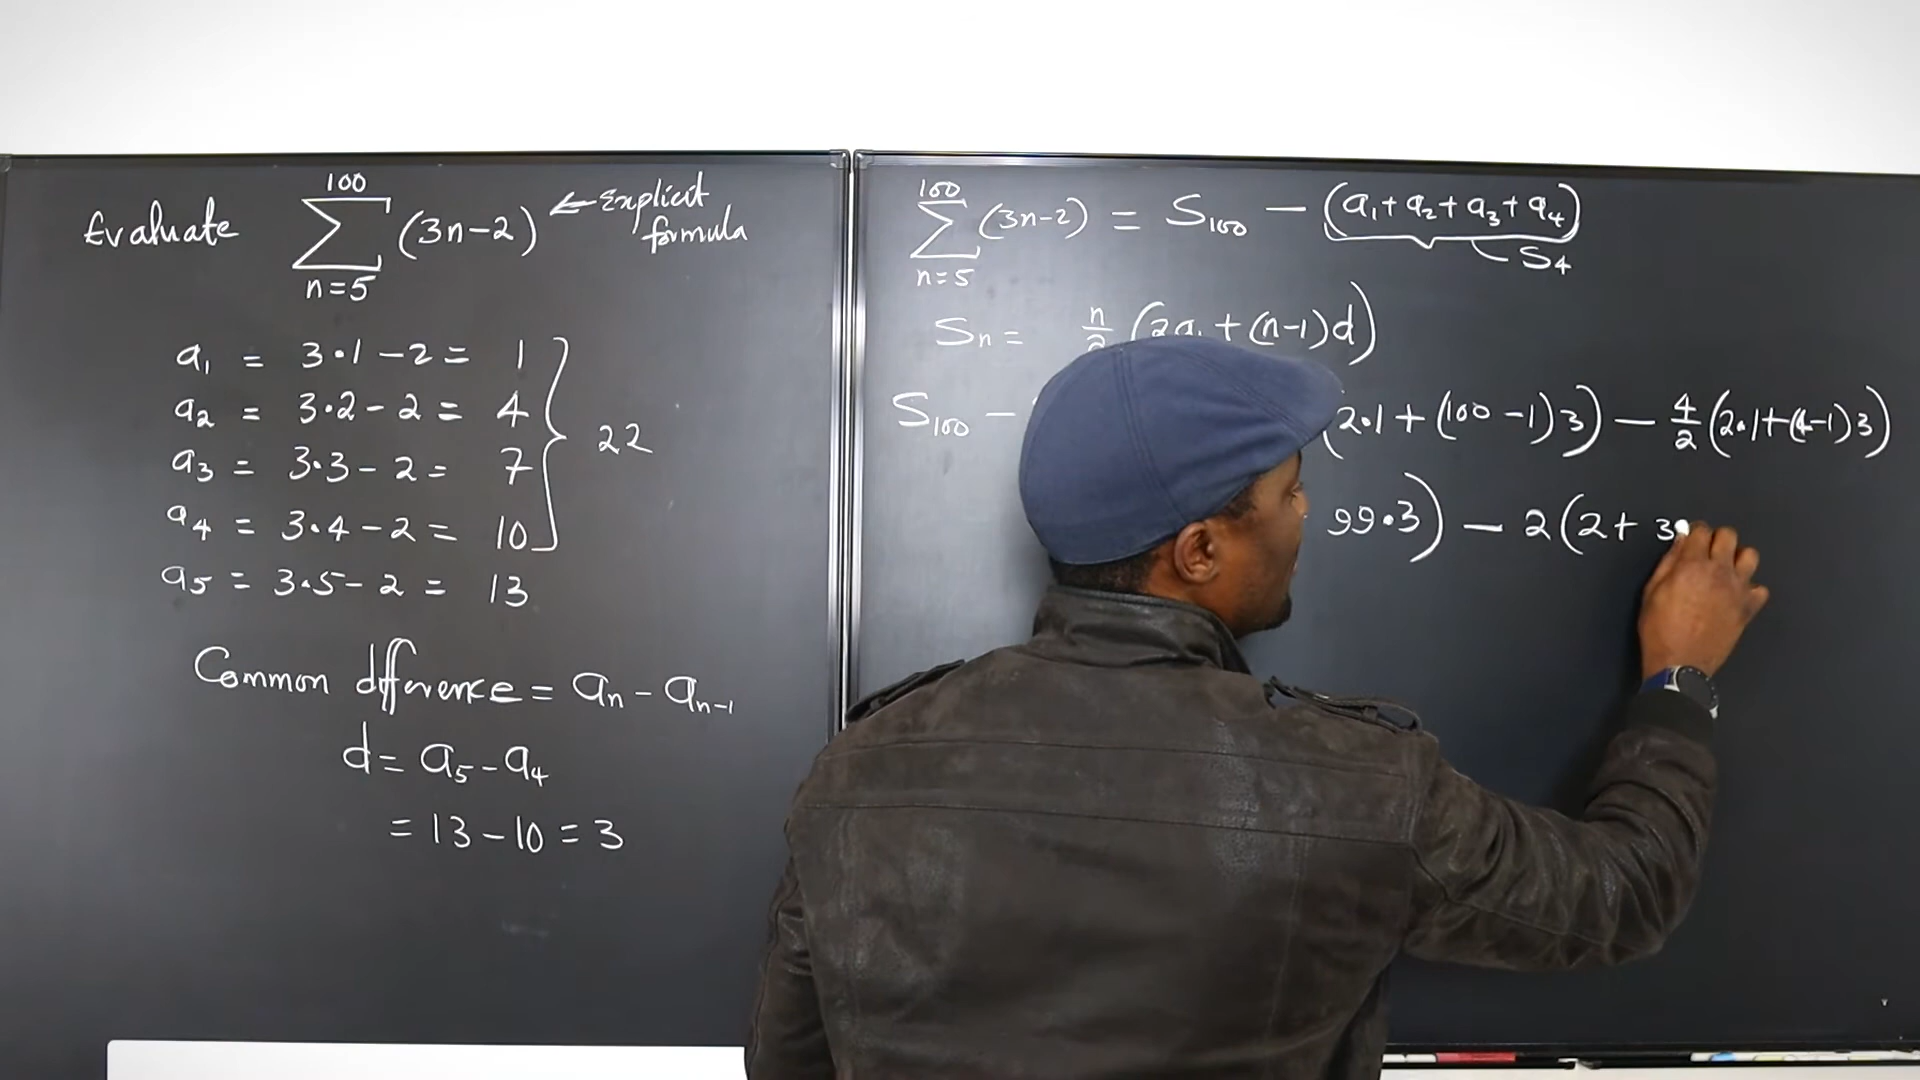 Evaluate 100 ∑ n=5 (3n-2) ← Explicit formula
a₁ = 3•1 - 2 = 1
a₂ = 3•2 - 2 = 4
a₃ = 3•3 - 2 = 7
a₄ = 3•4 - 2 = 10
} 22
a₅ = 3•5 - 2 = 13
Common difference = aₙ - aₙ₋₁
d = a₅ - a₄
= 13 - 10 = 3
100 ∑ n=5 (3n-2) = S₁₀₀ - (a₁ + a₂ + a₃ + a₄)
S₄
Sₙ = n/2 (2a₁ + (n-1)d)
S₁₀₀ - (2•1 + (100 - 1)3) - 4/2 (2•1 + (4-1)3)
99•3) - 2(2 + 3•